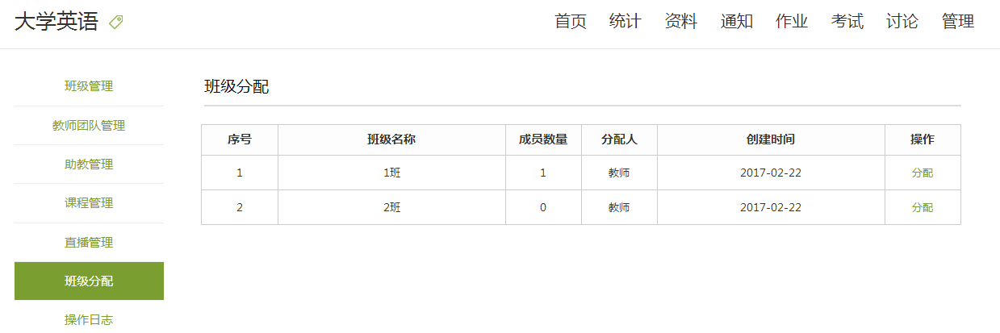 大学英语
首页 统计 资料 通知 作业 考试 讨论 管理
班级管理
教师团队管理
助教管理
课程管理
直播管理
班级分配
操作日志
班级分配
序号 班级名称 成员数量 分配人 创建时间 操作
1 1班 1 教师 2017-02-22 分配
2 2班 0 教师 2017-02-22 分配